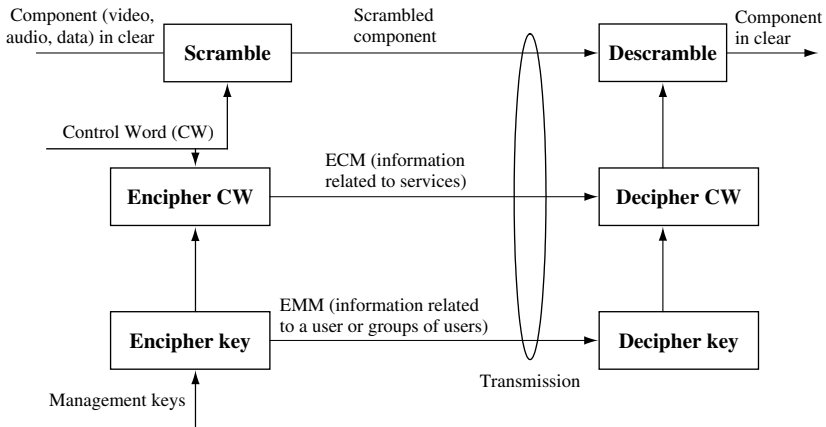 Component (video,
audio, data) in clear
Scramble
Scrambled
component
Descramble
Component
in clear
Control Word (CW)
Encipher CW
ECM (information
related to services)
Decipher CW
Encipher key
EMM (information related
to a user or groups of users)
Decipher key
Transmission
Management keys